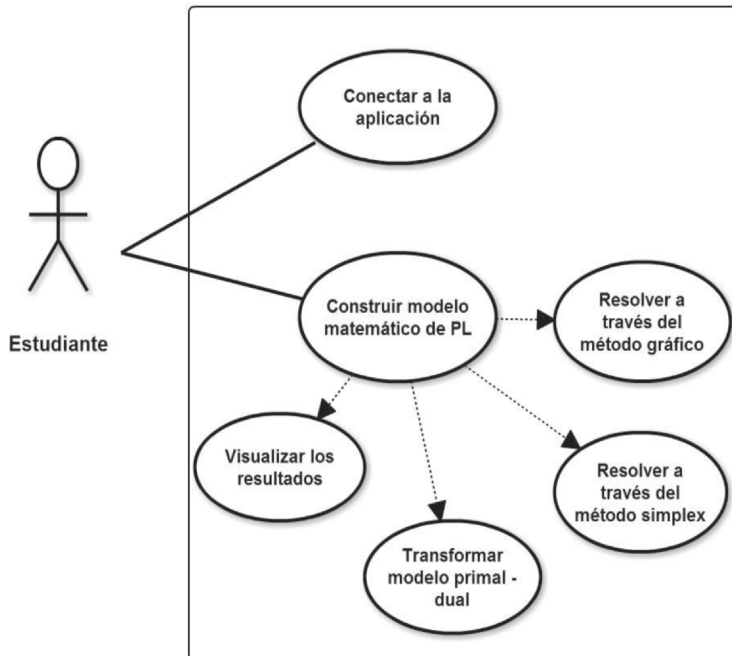 Conectar a la
aplicación
Estudiante
Construir modelo
matemático de PL
Resolver a
través del
método gráfico
Visualizar los
resultados
Resolver a
través del
método simplex
Transformar
modelo primal -
dual